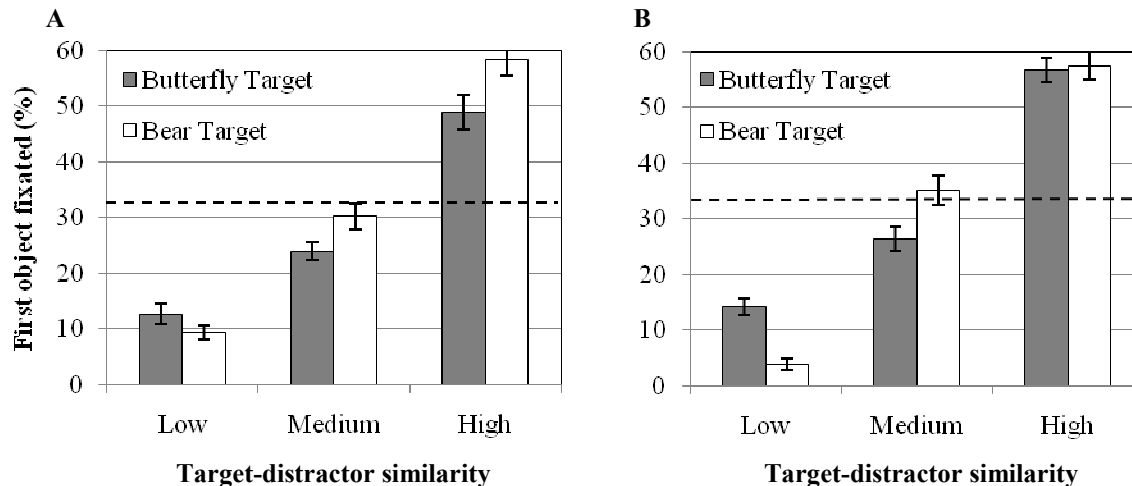 A
First object fixated (%)
60
50
40
30
20
10
0
Butterfly Target
Bear Target
Low Medium High
Target-distractor similarity
B
60
50
40
30
20
10
0
Butterfly Target
Bear Target
Low Medium High
Target-distractor similarity